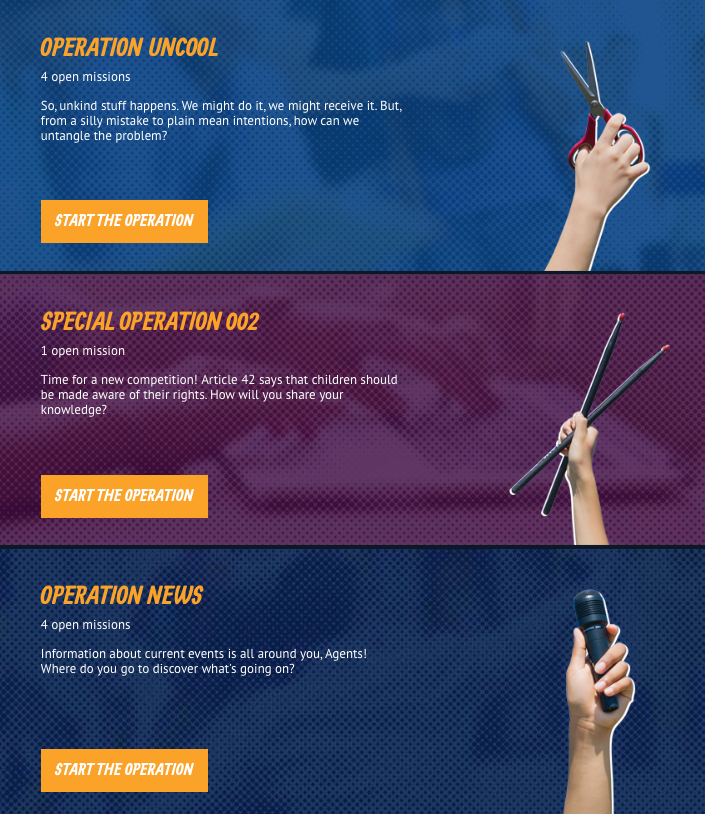 OPERATION UNCOOL
4 open missions
So, unkind stuff happens. We might do it, we might receive it. But,
from a silly mistake to plain mean intentions, how can we
untangle the problem?
START THE OPERATION
SPECIAL OPERATION 002
1 open mission
Time for a new competition! Article 42 says that children should
be made aware of their rights. How will you share your
knowledge?
START THE OPERATION
OPERATION NEWS
4 open missions
Information about current events is all around you, Agents!
Where do you go to discover what's going on?
START THE OPERATION